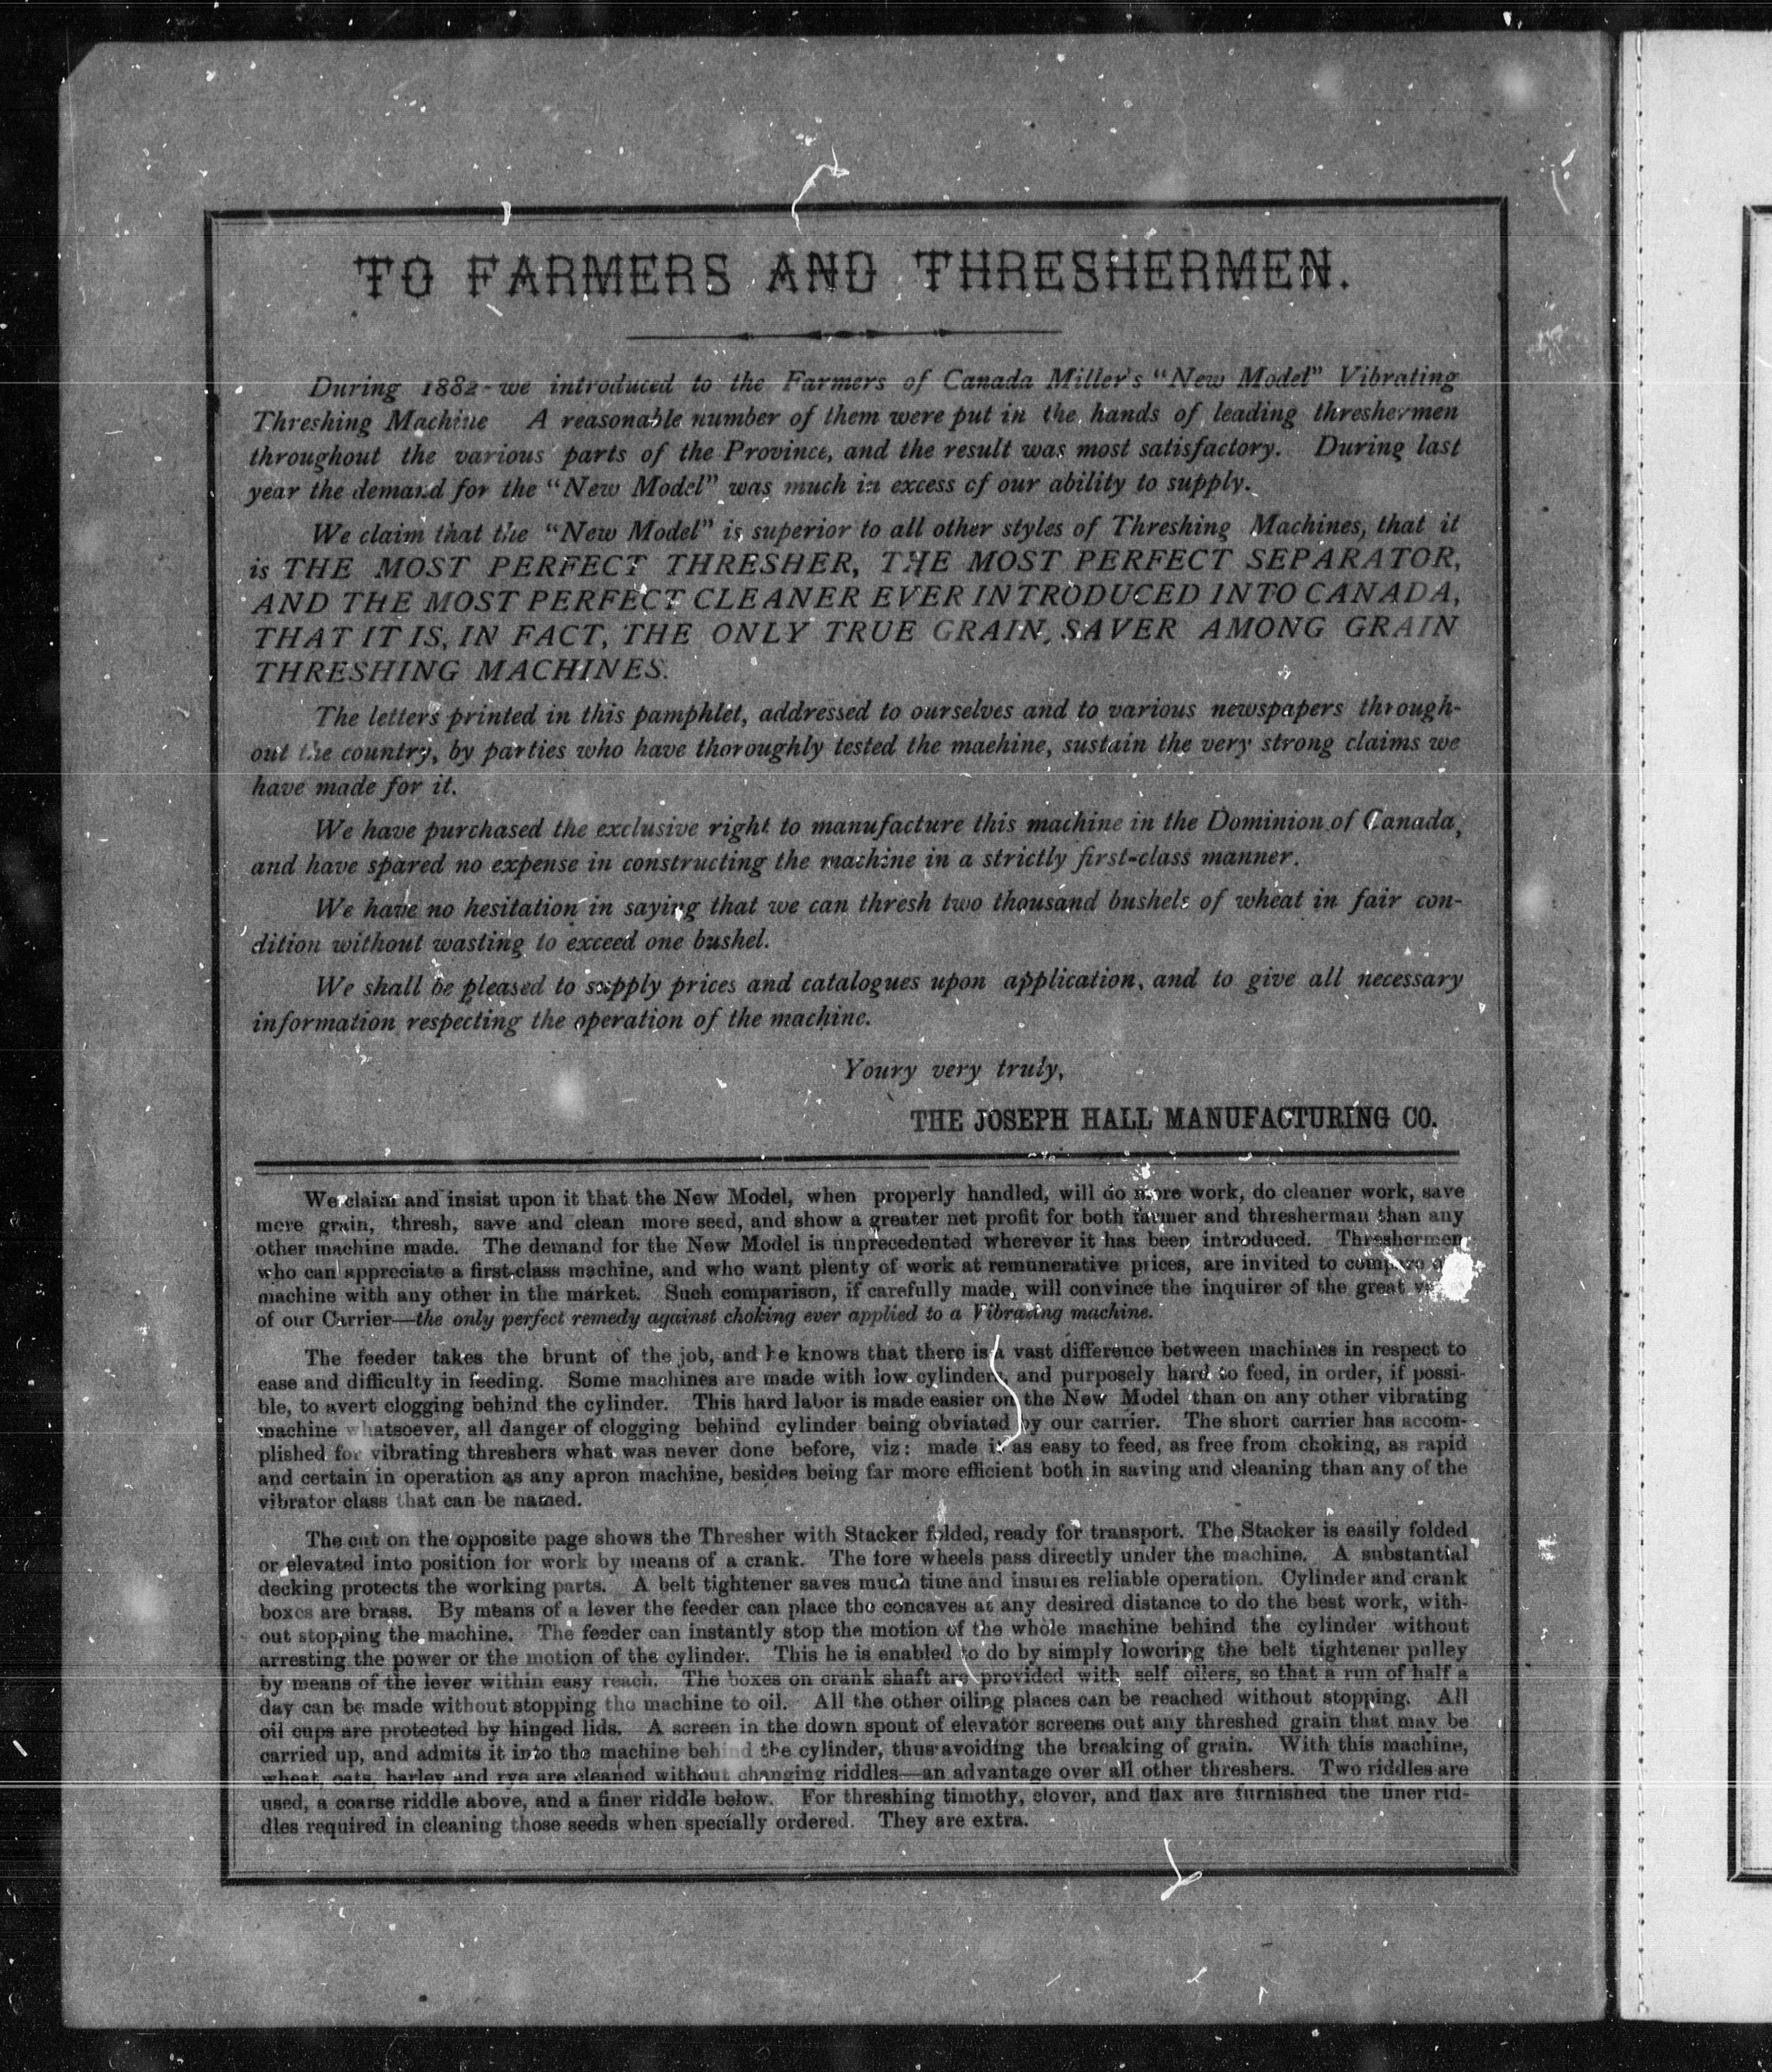 TO FARMERS AND THRESHERMEN.
During 1882 we introduced to the Farmers of Canada Miller's "New Model" Vibrating
Threshing Machine A reasonable number of them were put in the hands of leading threshermen
throughout the various parts of the Province, and the result was most satisfactory. During last
year the demand for the "New Model" was much in excess of our ability to supply.
We claim that the "New Model" is superior to all other styles of Threshing Machines, that it
is THE MOST PERFECT THRESHER, THE MOST PERFECT SEPARATOR,
AND THE MOST PERFECT CLEANER EVER INTRODUCED INTO CANADA,
THAT IT IS, IN FACT, THE ONLY TRUE GRAIN SAVER AMONG GRAIN
THRESHING MACHINES.
The letters printed in this pamphlet, addressed to ourselves and to various newspapers through-
out the country, by parties who have thoroughly tested the maehine, sustain the very strong claims we
have made for it.
We have purchased the exclusive right to manufacture this machine in the Dominion of Canada,
and have spared no expense in constructing the machine in a strictly first-class manner.
We have no hesitation in saying that we can thresh two thousand bushels of wheat in fair con-
dition without wasting to exceed one bushel.
We shall be pleased to supply prices and catalogues upon application, and to give all necessary
information respecting the operation of the machine.
Youry very truly,
THE JOSEPH HALL MANUFACTURING CO.
We claim and insist upon it that the New Model, when properly handled, will do more work, do cleaner work, save
more grain, thresh, save and clean more seed, and show a greater net profit for both farmer and thresherman than any
other machine made. The demand for the New Model is unprecedented wherever it has been introduced. Threshermen
who can appreciate a first-class machine, and who want plenty of work at remunerative prices, are invited to compare
machine with any other in the market. Such comparison, if carefully made, will convince the inquirer of the great
of our Carrier—the only perfect remedy against choking ever applied to a Vibrating machine.
The feeder takes the brunt of the job, and he knows that there is a vast difference between machines in respect to
ease and difficulty in feeding. Some machines are made with low cylinders, and purposely hard to feed, in order, if possi-
ble, to avert clogging behind the cylinder. This hard labor is made easier on the New Model than on any other vibrating
machine whatsoever, all danger of clogging behind cylinder being obviated by our carrier. The short carrier has accom-
plished for vibrating threshers what was never done before, viz: made it as easy to feed, as free from choking, as rapid
and certain in operation as any apron machine, besides being far more efficient both in saving and cleaning than any of the
vibrator class that can be named.
The cut on the opposite page shows the Thresher with Stacker folded, ready for transport. The Stacker is easily folded
or elevated into position for work by means of a crank. The fore wheels pass directly under the machine. A substantial
decking protects the working parts. A belt tightener saves much time and insures reliable operation. Cylinder and crank
boxes are brass. By means of a lever the feeder can place the concaves at any desired distance to do the best work, with-
out stopping the machine. The feeder can instantly stop the motion of the whole machine behind the cylinder without
arresting the power or the motion of the cylinder. This he is enabled to do by simply lowering the belt tightener pulley
by means of the lever within easy reach. The boxes on crank shaft are provided with self oilers, so that a run of half a
day can be made without stopping the machine to oil. All the other oiling places can be reached without stopping. All
oil cups are protected by hinged lids. A screen in the down spout of elevator screens out any threshed grain that may be
carried up, and admits it into the machine behind the cylinder, thus avoiding the breaking of grain. With this machine,
wheat, oats, barley and rye are cleaned without changing riddles—an advantage over all other threshers. Two riddles are
used, a coarse riddle above, and a finer riddle below. For threshing timothy, clover, and flax are furnished the finer rid-
dles required in cleaning those seeds when specially ordered. They are extra.